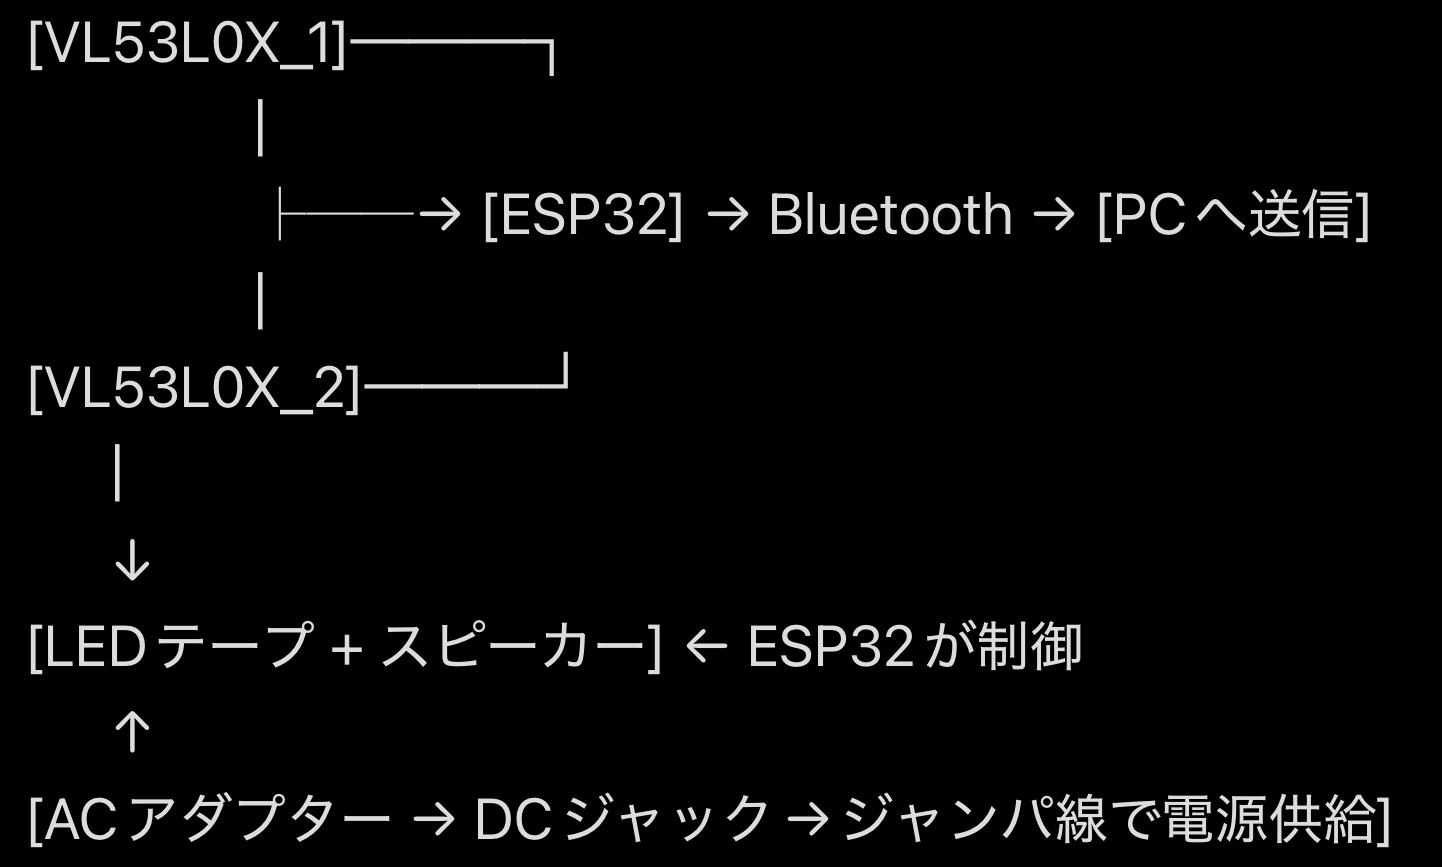 [VL53L0X_1]──────┐
│
├────→ [ESP32] → Bluetooth → [PCへ送信]
│
[VL53L0X_2]──────┘
│
↓
[LEDテープ + スピーカー] ← ESP32が制御
↑
[ACアダプター → DCジャック → ジャンパ線で電源供給]